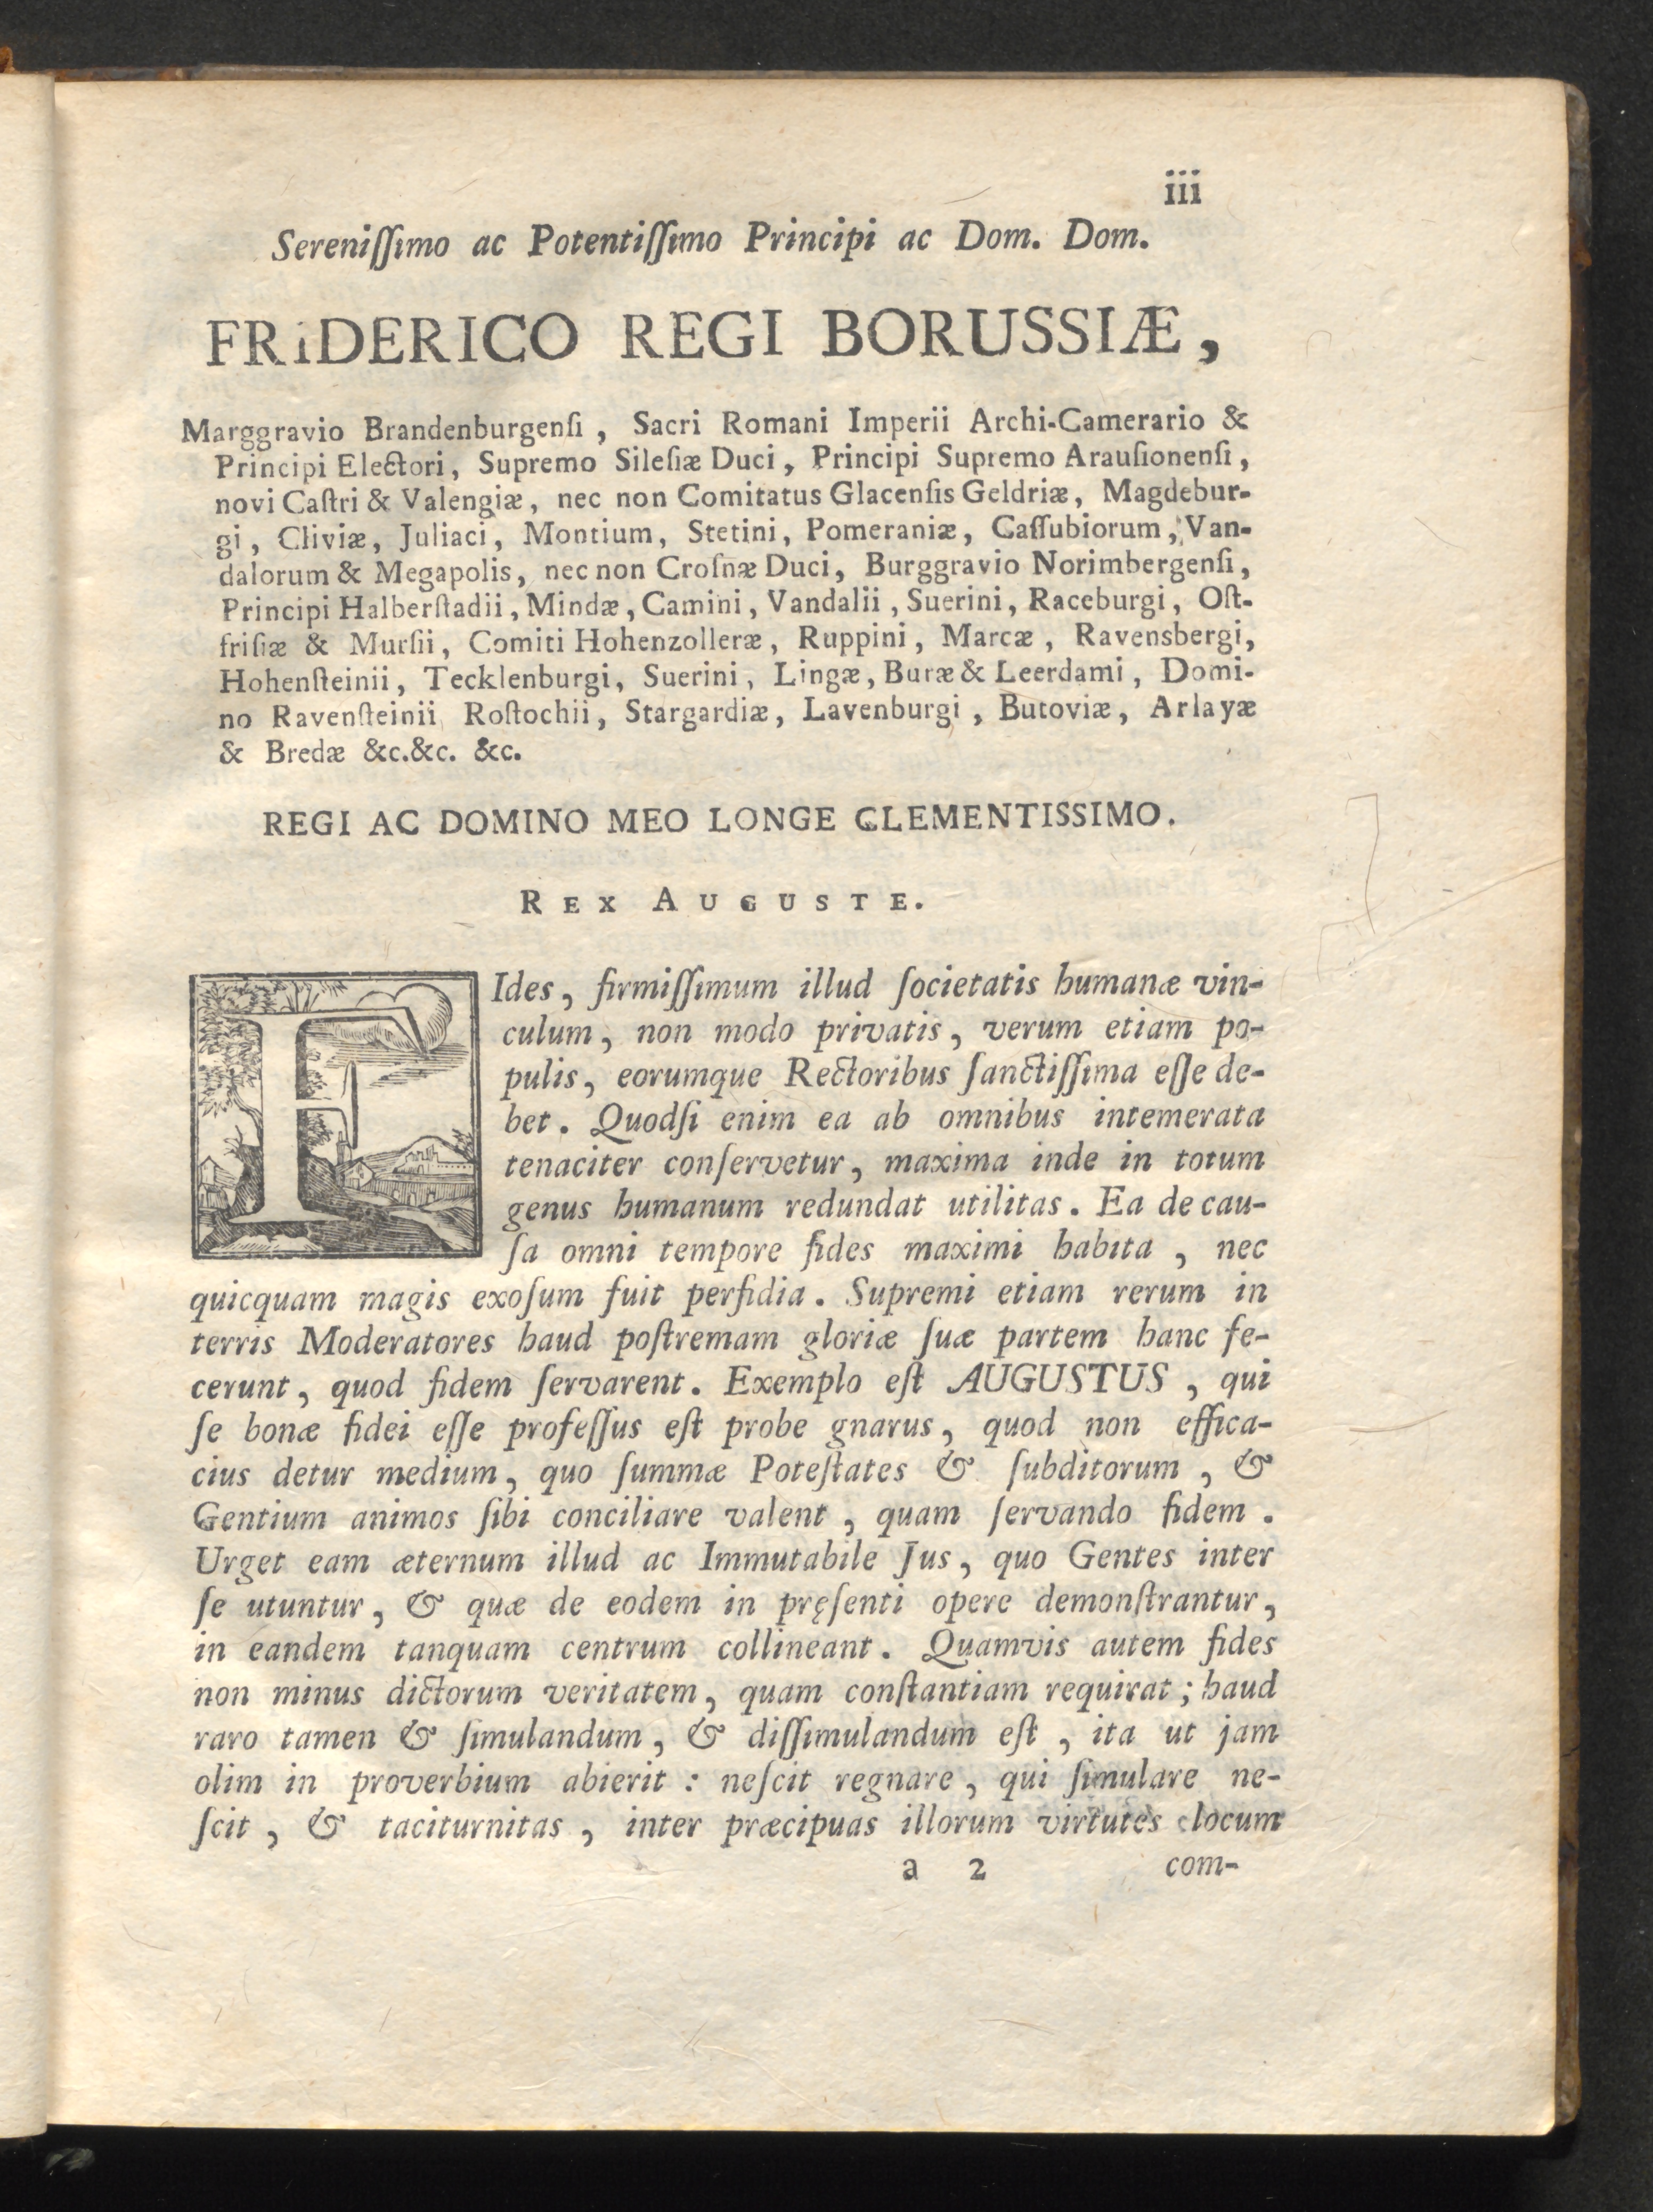 iii
Sereniſſimo ac Potentiſſimo Principi ac Dom. Dom.
FRiDERICO REGI BORUSSIÆ,
Marggravio Brandenburgenſi, Sacri Romani Imperii Archi-Camerario &
Principi Electori, Supremo Sileſiæ Duci, Principi Supremo Arauſionenſi,
novi Caſtri & Valengiæ, nec non Comitatus Glacenſis Geldriæ, Magdebur-
gi, Cliviæ, Juliaci, Montium, Stetini, Pomeraniæ, Caſſubiorum, Van-
dalorum & Megapolis, nec non Croſnæ Duci, Burggravio Norimbergenſi,
Principi Halberſtadii, Mindæ, Camini, Vandalii, Suerini, Raceburgi, Oſt-
friſiæ & Murſii, Comiti Hohenzolleræ, Ruppini, Marcæ, Ravensbergi,
Hohenſteinii, Tecklenburgi, Suerini, Lingæ, Buræ & Leerdami, Domi-
no Ravenſteinii Roſtochii, Stargardiæ, Lavenburgi, Butoviæ, Arlayæ
& Bredæ &c.&c. &c.
REGI AC DOMINO MEO LONGE CLEMENTISSIMO.
REX AUGUSTE.
FIdes, firmiſſimum illud ſocietatis humanæ vin-
culum, non modo privatis, verum etiam po-
pulis, eorumque Rectoribus ſanctiſſima eſſe de-
bet. Quodſi enim ea ab omnibus intemerata
tenaciter conſervetur, maxima inde in totum
genus humanum redundat utilitas. Ea de cau-
ſa omni tempore fides maximi habita, nec
quicquam magis exoſum fuit perfidia. Supremi etiam rerum in
terris Moderatores haud poſtremam gloriæ ſuæ partem hanc fe-
cerunt, quod fidem ſervarent. Exemplo eſt AUGUSTUS, qui
ſe bonæ fidei eſſe profeſſus eſt probe gnarus, quod non effica-
cius detur medium, quo ſummæ Poteſtates & ſubditorum, &
Gentium animos ſibi conciliare valent, quam ſervando fidem.
Urget eam æternum illud ac Immutabile Jus, quo Gentes inter
ſe utuntur, & quæ de eodem in pręſenti opere demonſtrantur,
in eandem tanquam centrum collineant. Quamvis autem fides
non minus dictorum veritatem, quam conſtantiam requirat; haud
raro tamen & ſimulandum, & diſſimulandum eſt, ita ut jam
olim in proverbium abierit: neſcit regnare, qui ſimulare ne-
ſcit, & taciturnitas, inter præcipuas illorum virtutes locum
a 2 com-